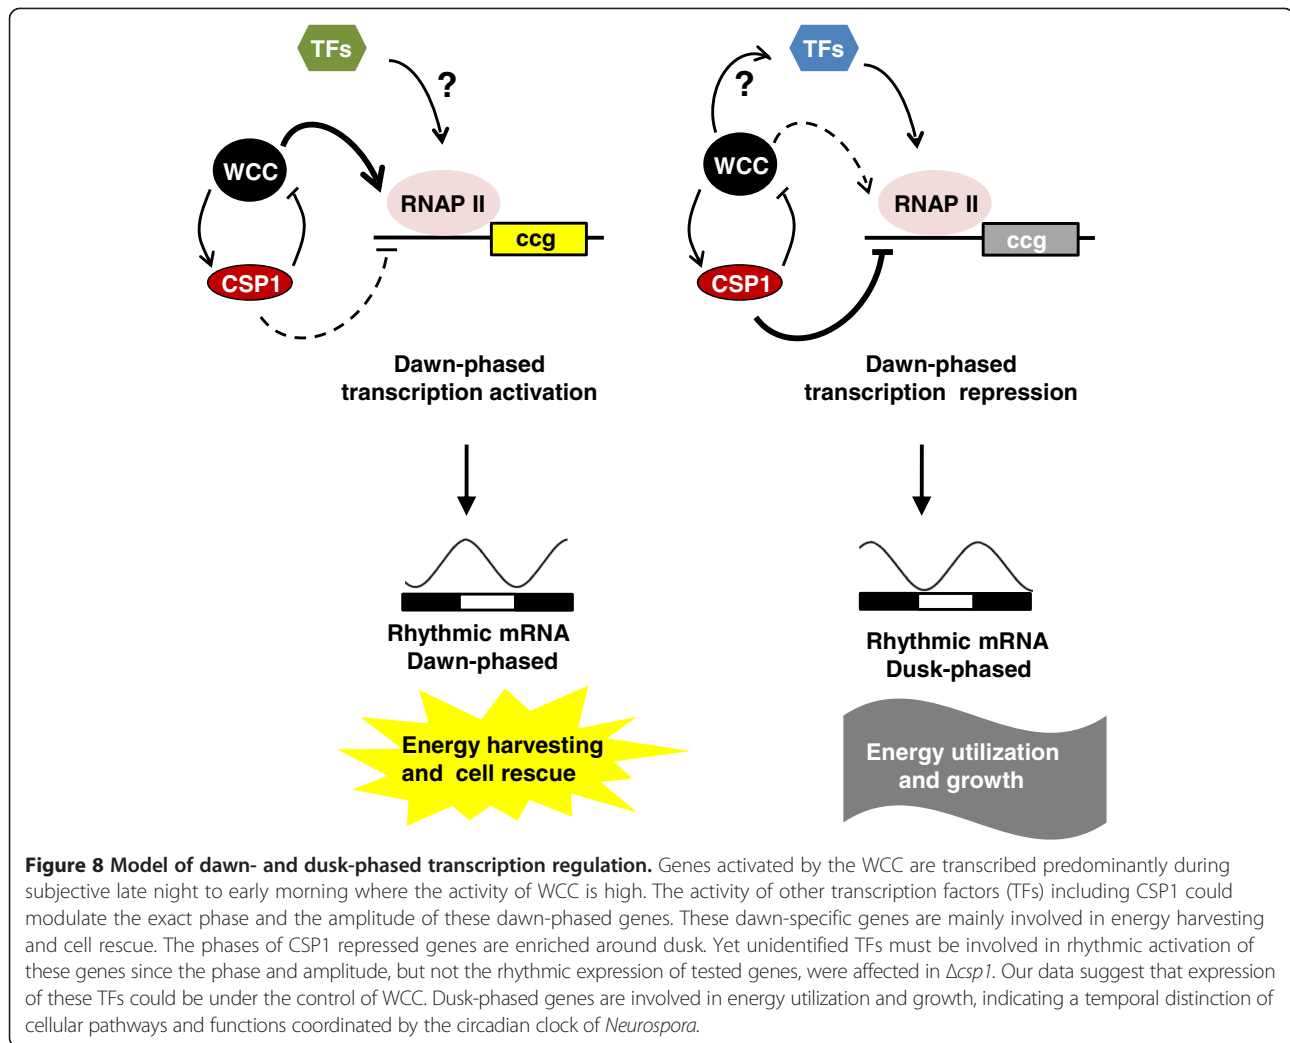 TFs
?
WCC
RNAP II
ccg
CSP1
Dawn-phased
transcription activation
Rhythmic mRNA
Dawn-phased
Energy harvesting
and cell rescue
TFs
?
WCC
RNAP II
ccg
CSP1
Dawn-phased
transcription repression
Rhythmic mRNA
Dusk-phased
Energy utilization
and growth
Figure 8 Model of dawn- and dusk-phased transcription regulation. Genes activated by the WCC are transcribed predominantly during
subjective late night to early morning where the activity of WCC is high. The activity of other transcription factors (TFs) including CSP1 could
modulate the exact phase and the amplitude of these dawn-phased genes. These dawn-specific genes are mainly involved in energy harvesting
and cell rescue. The phases of CSP1 repressed genes are enriched around dusk. Yet unidentified TFs must be involved in rhythmic activation of
these genes since the phase and amplitude, but not the rhythmic expression of tested genes, were affected in Δcsp1. Our data suggest that expression
of these TFs could be under the control of WCC. Dusk-phased genes are involved in energy utilization and growth, indicating a temporal distinction of
cellular pathways and functions coordinated by the circadian clock of Neurospora.